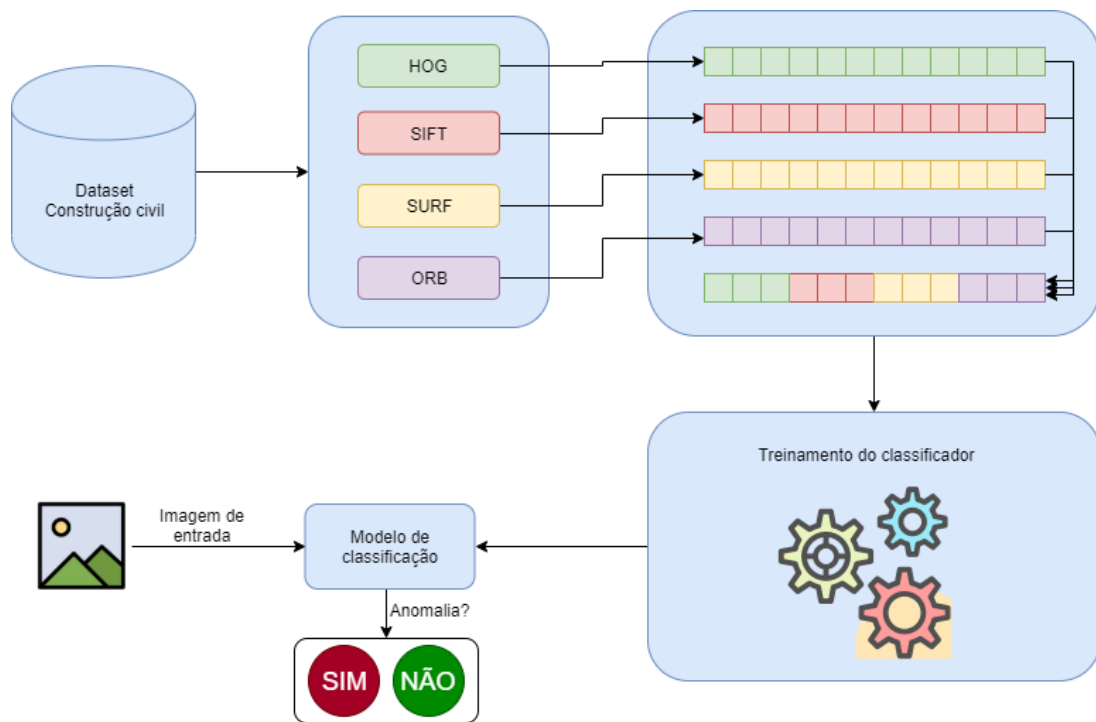 HOG
SIFT
SURF
ORB
Dataset
Construção civil
Treinamento do classificador
Imagem de
entrada
Modelo de
classificação
Anomalia?
SIM
NÃO